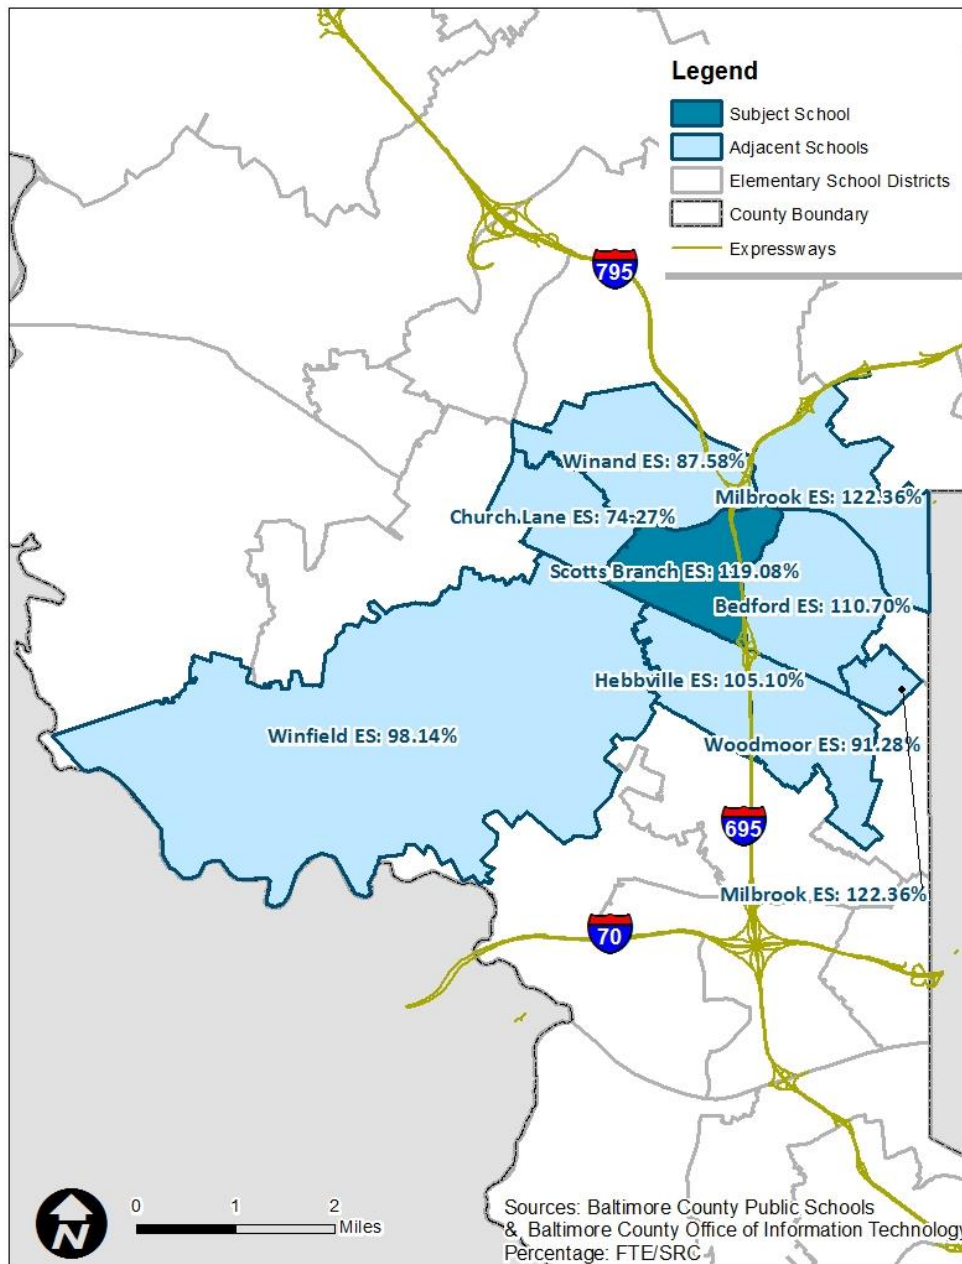 Legend
Subject School
Adjacent Schools
Elementary School Districts
County Boundary
Expressways
795
Winand ES: 87.58%
Milbrook ES: 122.36%
Church Lane ES: 74.27%
Scotts Branch ES: 119.08%
Bedford ES: 110.70%
Hebbville ES: 105.10%
Winfield ES: 98.14%
Woodmoor ES: 91.28%
695
Milbrook ES: 122.36%
70
N
0 1 2
Miles
Sources: Baltimore County Public Schools
& Baltimore County Office of Information Technology
Percentage: FTE/SRC